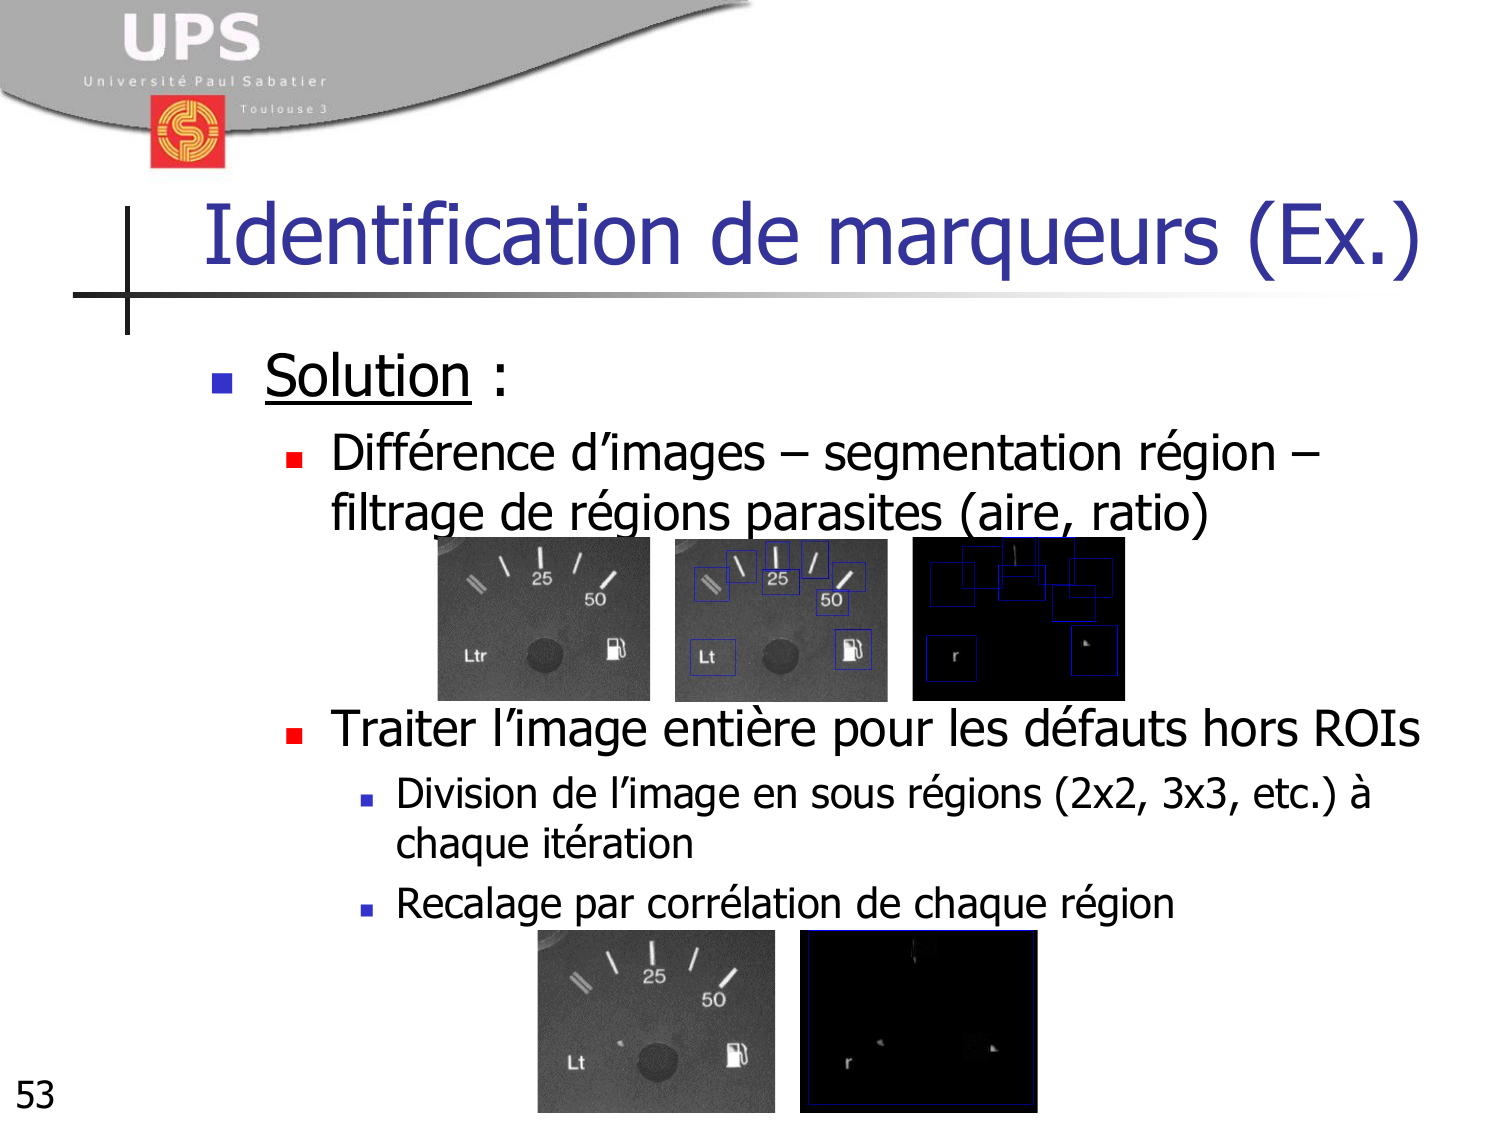 UPS
Université Paul Sabatier
Toulouse 3
Identification de marqueurs (Ex.)
Solution :
Différence d’images – segmentation région –
filtrage de régions parasites (aire, ratio)
25
50
Ltr
25
50
Lt
r
Traiter l’image entière pour les défauts hors ROIs
Division de l’image en sous régions (2x2, 3x3, etc.) à
chaque itération
Recalage par corrélation de chaque région
25
50
Lt
r
53